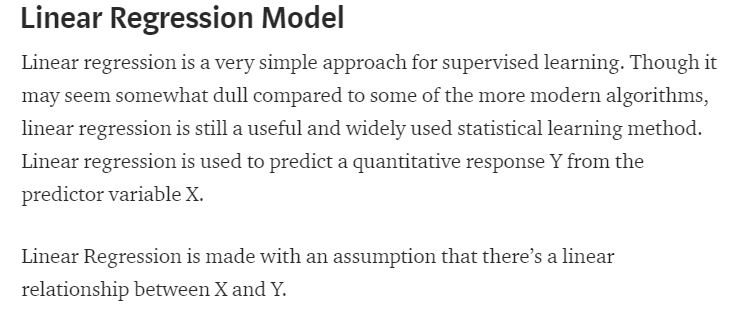 Linear Regression Model
Linear regression is a very simple approach for supervised learning. Though it
may seem somewhat dull compared to some of the more modern algorithms,
linear regression is still a useful and widely used statistical learning method.
Linear regression is used to predict a quantitative response Y from the
predictor variable X.
Linear Regression is made with an assumption that there’s a linear
relationship between X and Y.